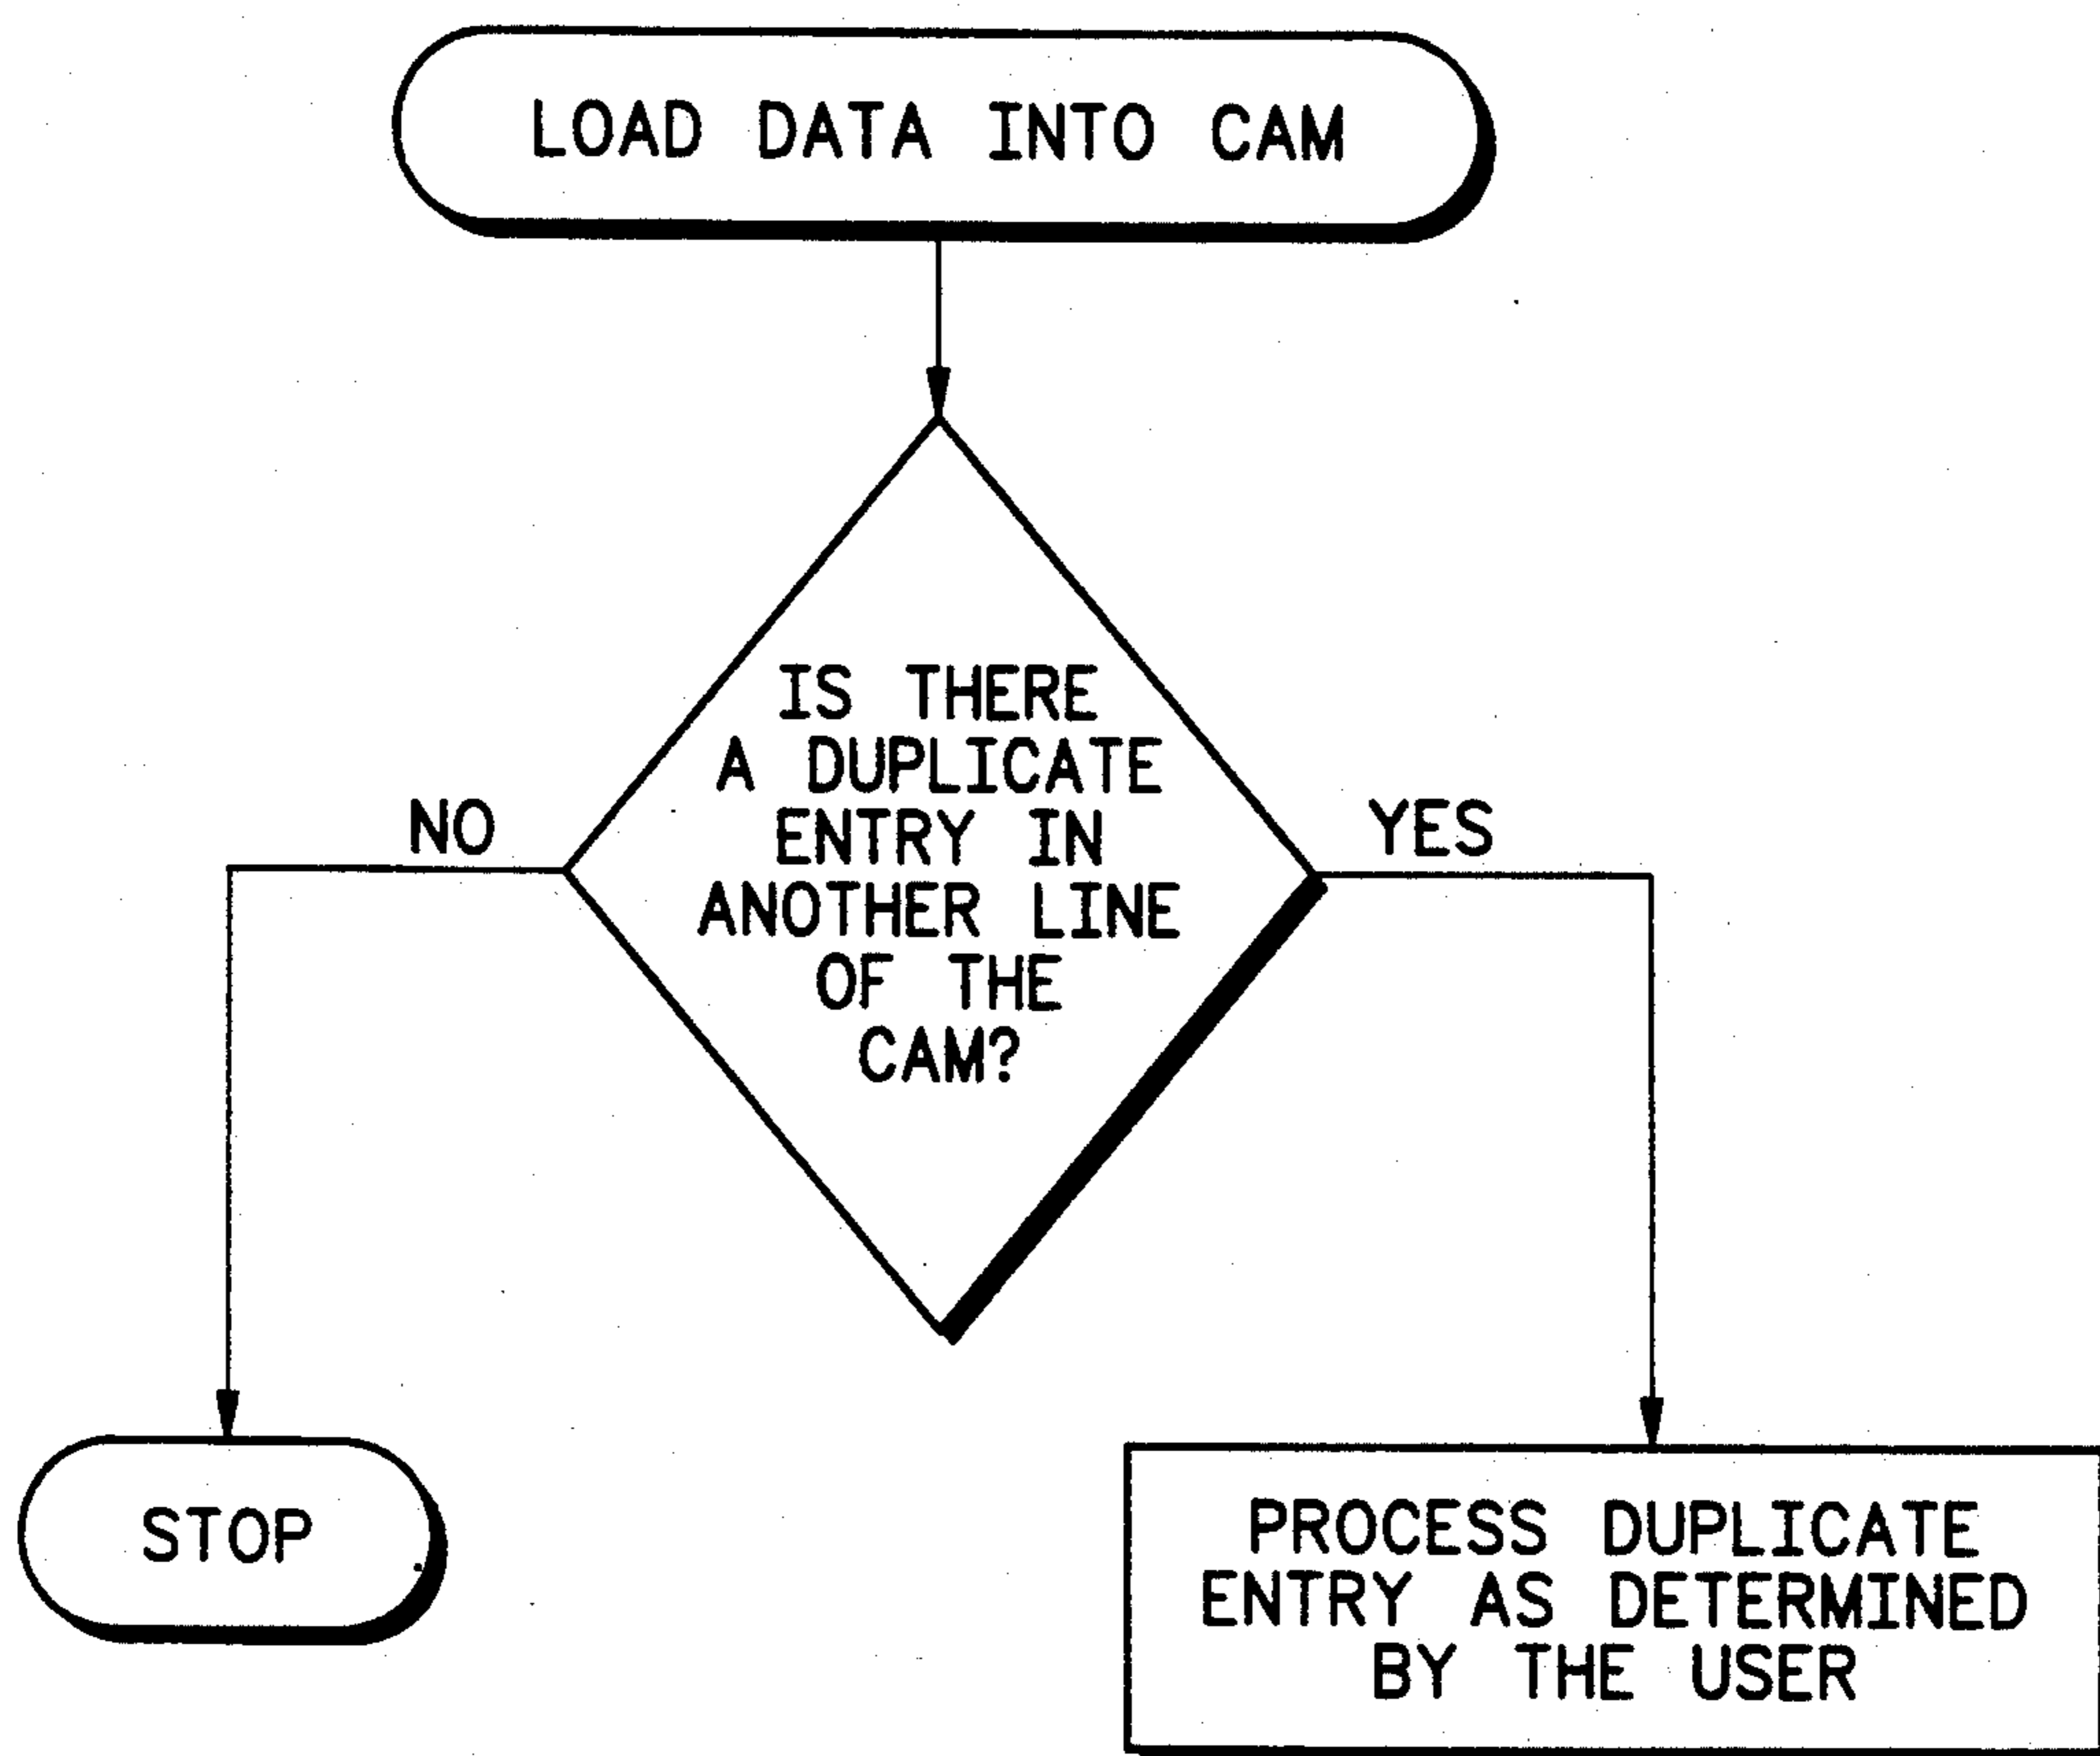 LOAD DATA INTO CAM
IS THERE
A DUPLICATE
ENTRY IN
ANOTHER LINE
OF THE
CAM?
NO
YES
STOP
PROCESS DUPLICATE
ENTRY AS DETERMINED
BY THE USER